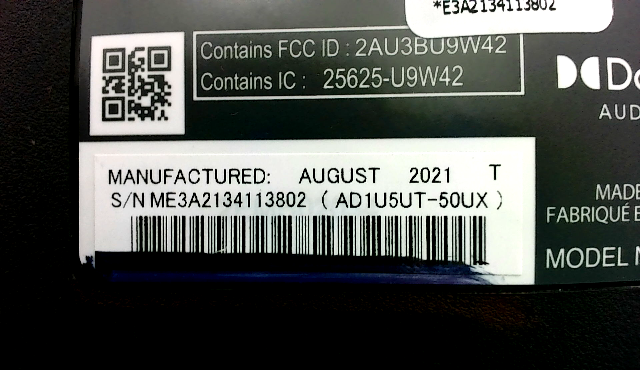 *E3A2134113802
Contains FCC ID : 2AU3BU9W42
Contains IC : 25625-U9W42
AUD
MANUFACTURED: AUGUST 2021 T
S/N ME3A2134113802 ( AD1U5UT-50UX )
MADE
FABRIQUÉ
MODEL